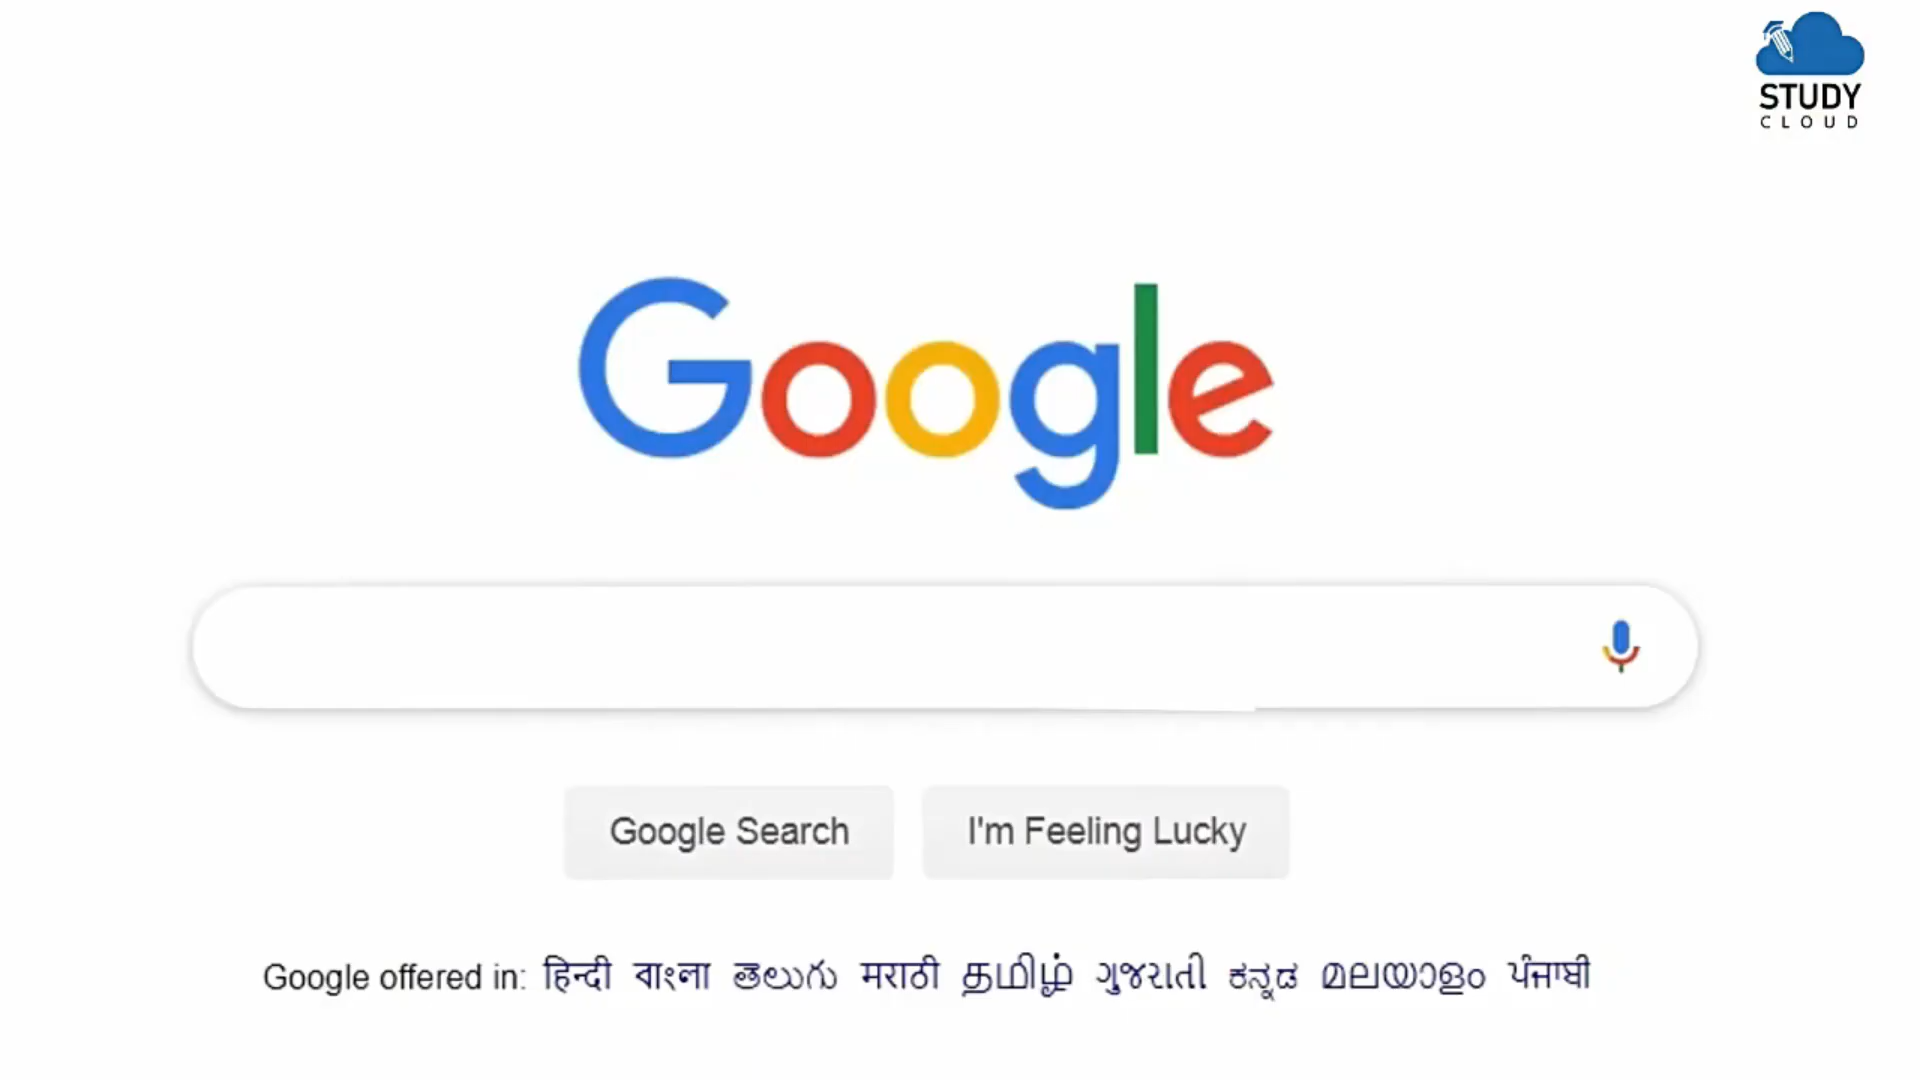 STUDY
CLOUD
Google
Google Search
I'm Feeling Lucky
Google offered in: हिन्दी বাংলা తెలుగు मराठी தமிழ் ગુજરાતી ಕನ್ನಡ മലയാളം ਪੰਜਾਬੀ